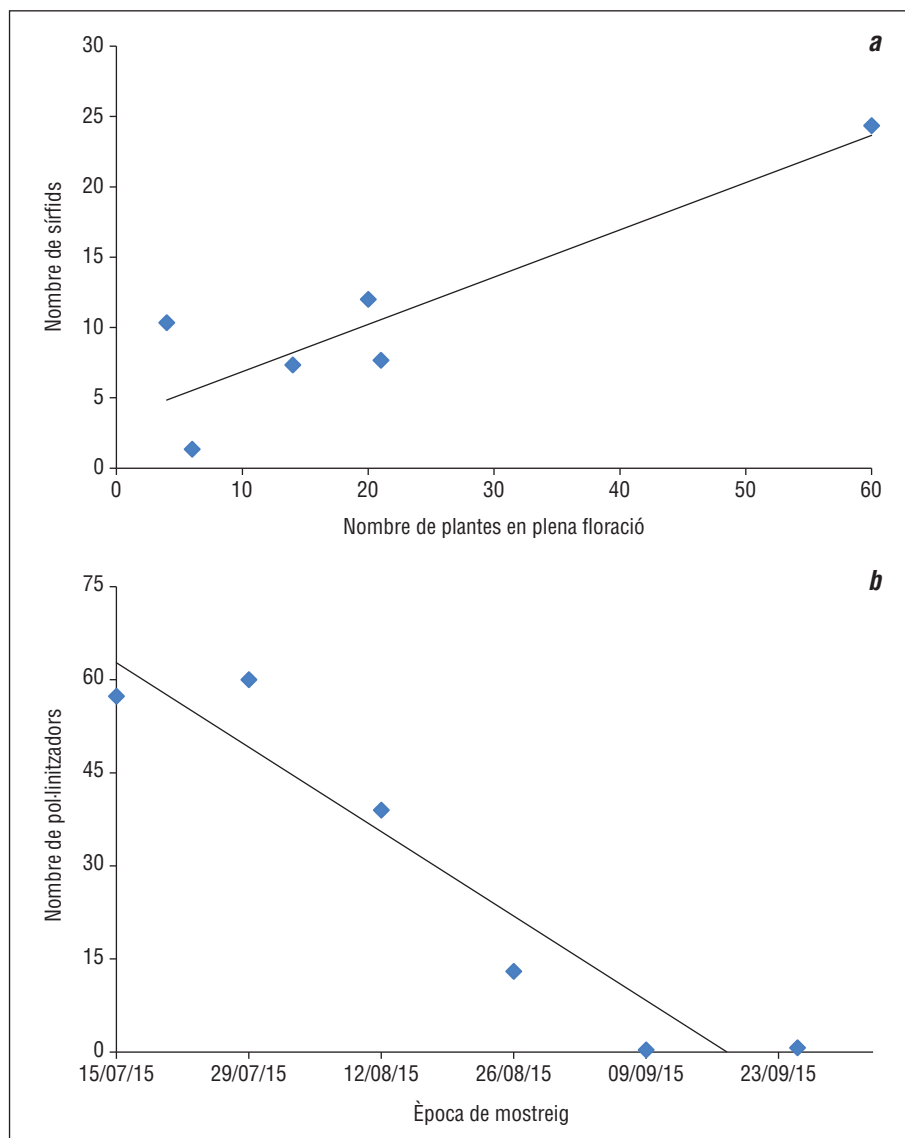 a
30
25
20
15
10
5
0
Nombre de sírfids
0 10 20 30 40 50 60
Nombre de plantes en plena floració
b
75
60
45
30
15
0
Nombre de pol·linitzadors
15/07/15 29/07/15 12/08/15 26/08/15 09/09/15 23/09/15
Època de mostreig